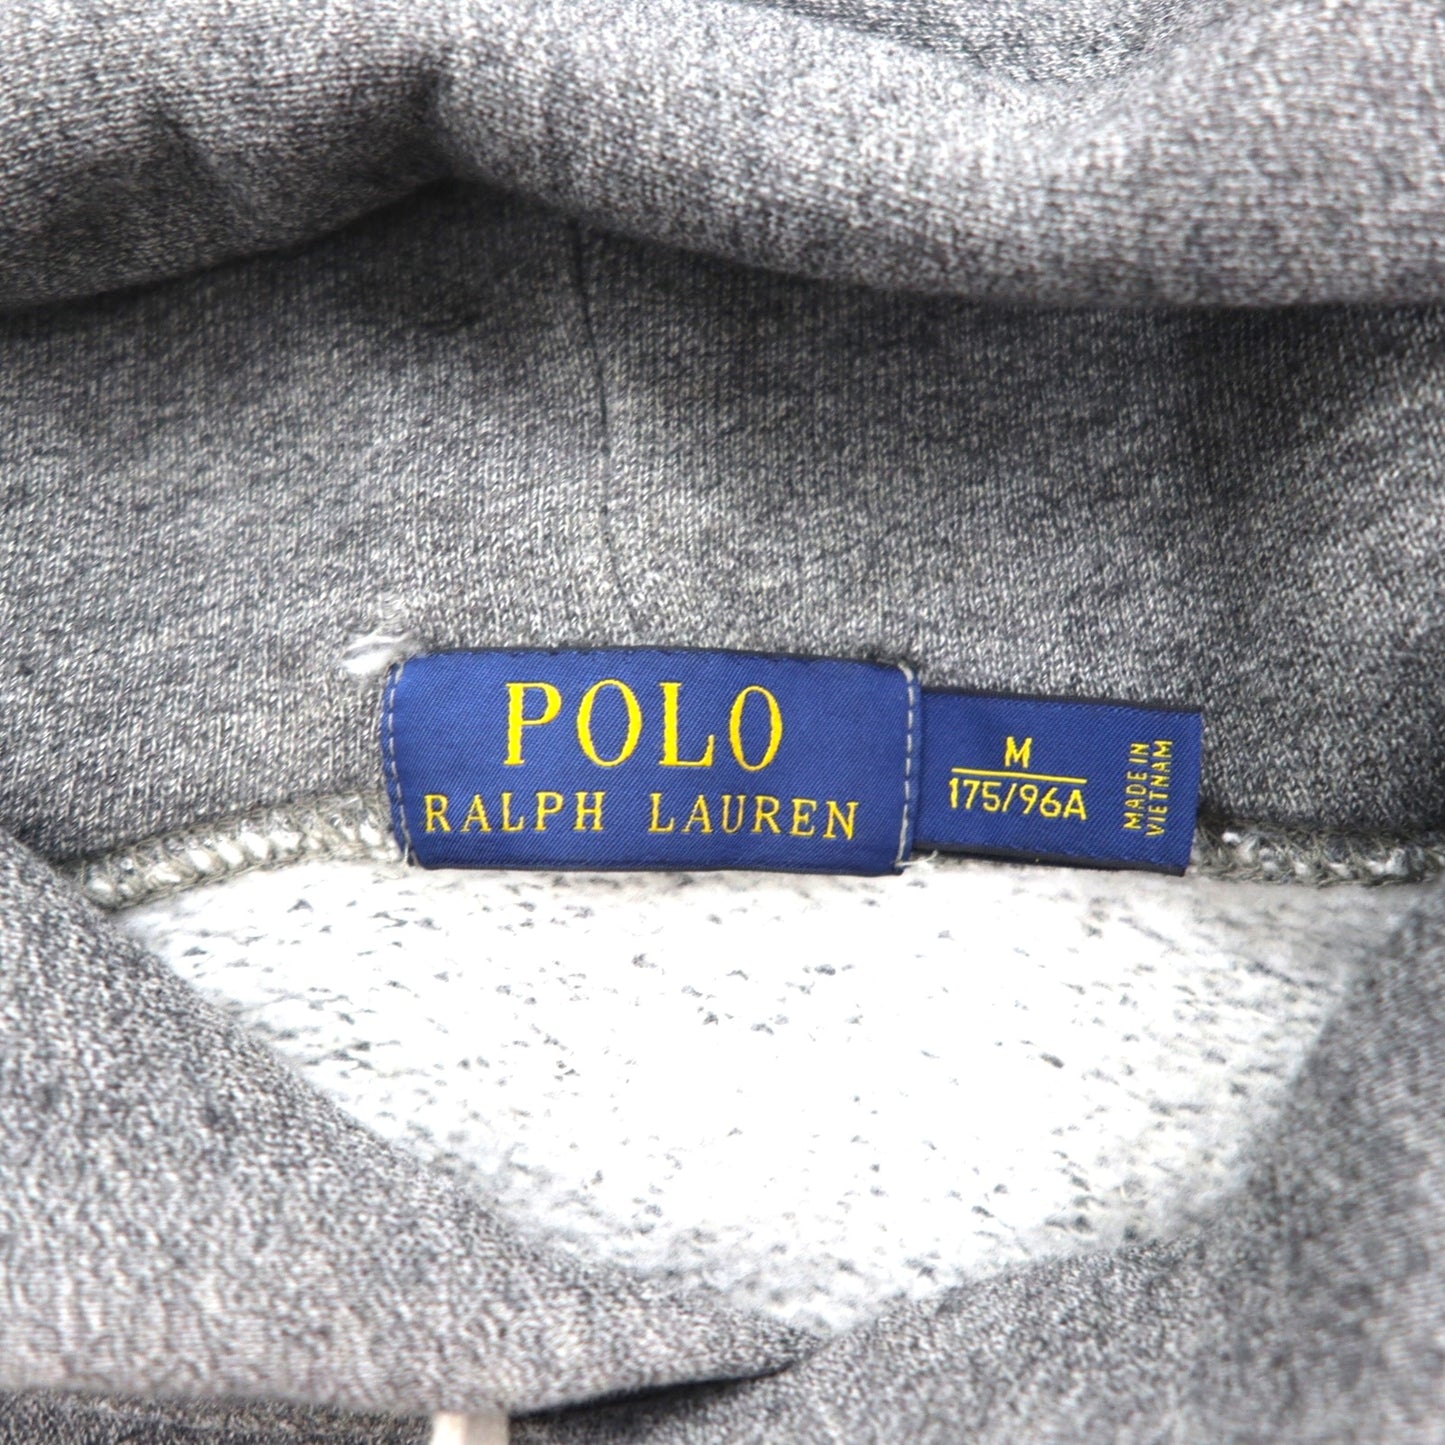 POLO
RALPH LAUREN
M
175/96A
MADE IN
VIETNAM